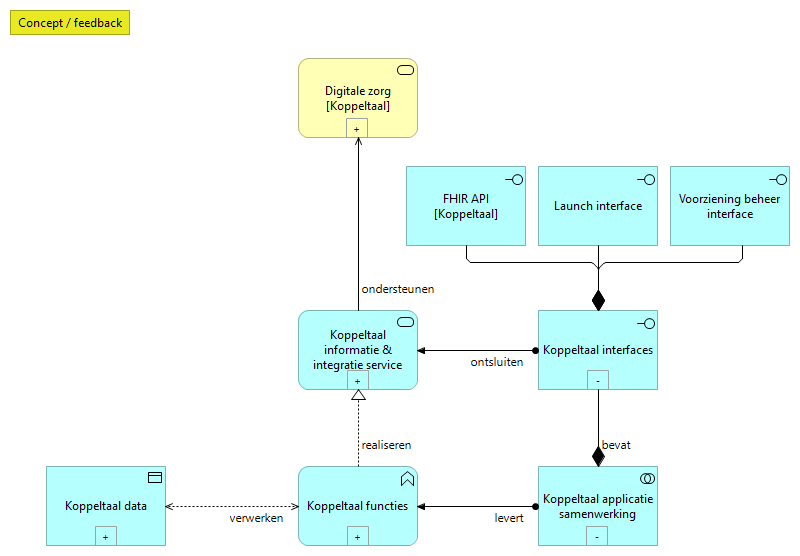 Concept / feedback
Digitale zorg
[Koppeltaal]
+
FHIR API
[Koppeltaal]
Launch interface
Voorziening beheer
interface
ondersteunen
Koppeltaal
informatie &
integratie service
+
ontsluiten
Koppeltaal interfaces
-
realiseren
bevat
Koppeltaal data
+
verwerken
Koppeltaal functies
+
levert
Koppeltaal applicatie
samenwerking
-